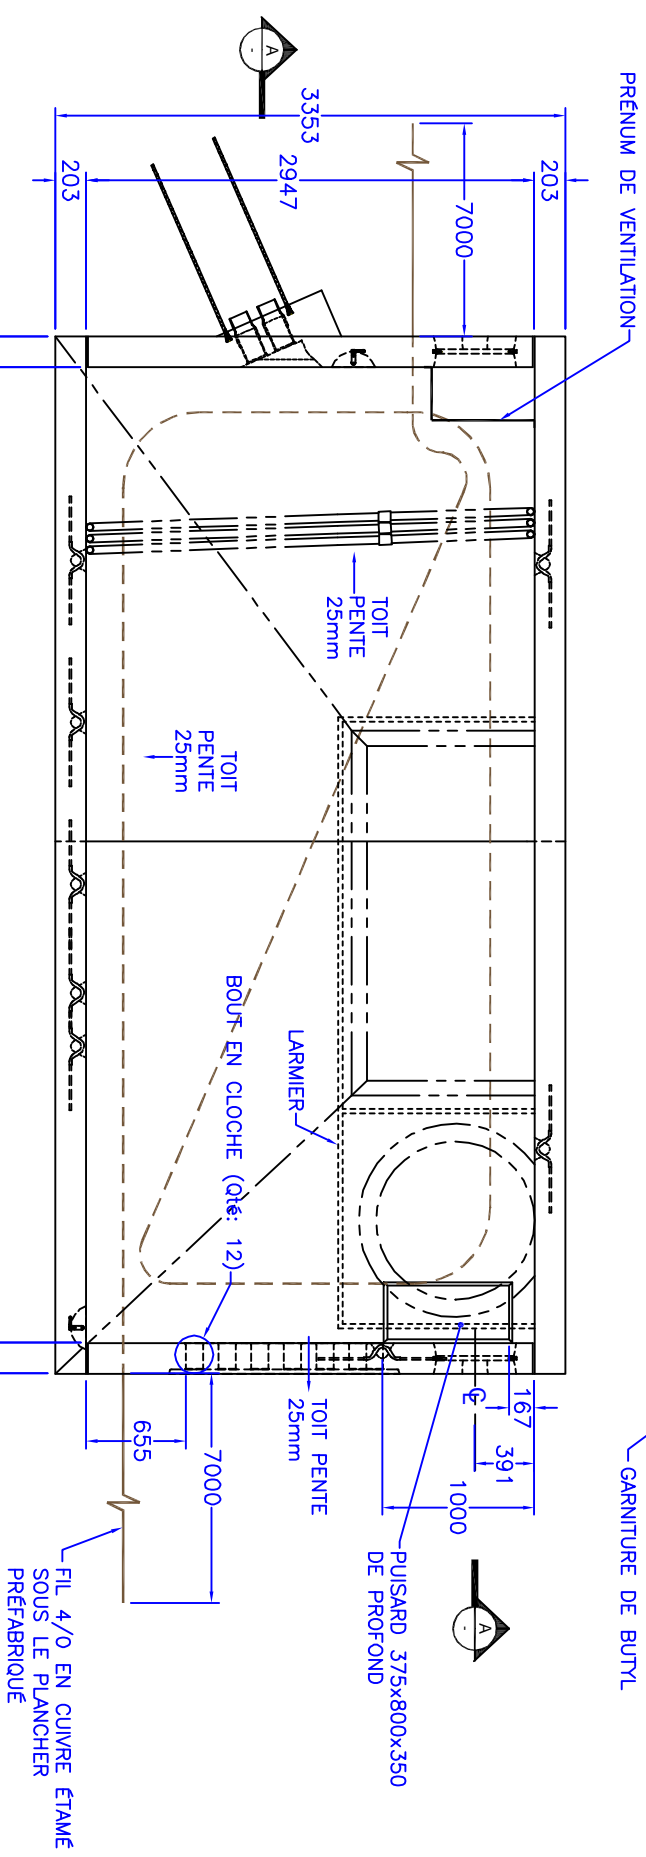 PRÉNUM DE VENTILATION
A
3353
203
2947
203
7000
TOIT
PENTE
25mm
TOIT
PENTE
25mm
BOUT EN CLOCHE (Qté: 12)
LARMIER
TOIT PENTE
25mm
167
391
1000
655
7000
GARNITURE DE BUTYL
PUISARD 375x800x350
DE PROFOND
A
FIL 4/0 EN CUIVRE ÉTAMÉ
SOUS LE PLANCHER
PRÉFABRIQUÉ